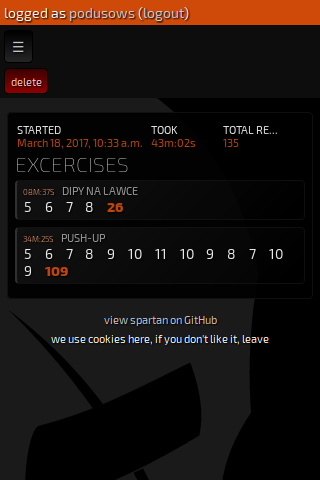 logged as podusows (logout)
☰
delete
STARTED TOOK TOTAL RE...
March 18, 2017, 10:33 a.m. 43m:02s 135
EXCERCISES
08M:37S DIPY NA LAWCE
5 6 7 8 26
34M:25S PUSH-UP
5 6 7 8 9 10 11 10 9 8 7 10
9 109
view spartan on GitHub
we use cookies here, if you don't like it, leave